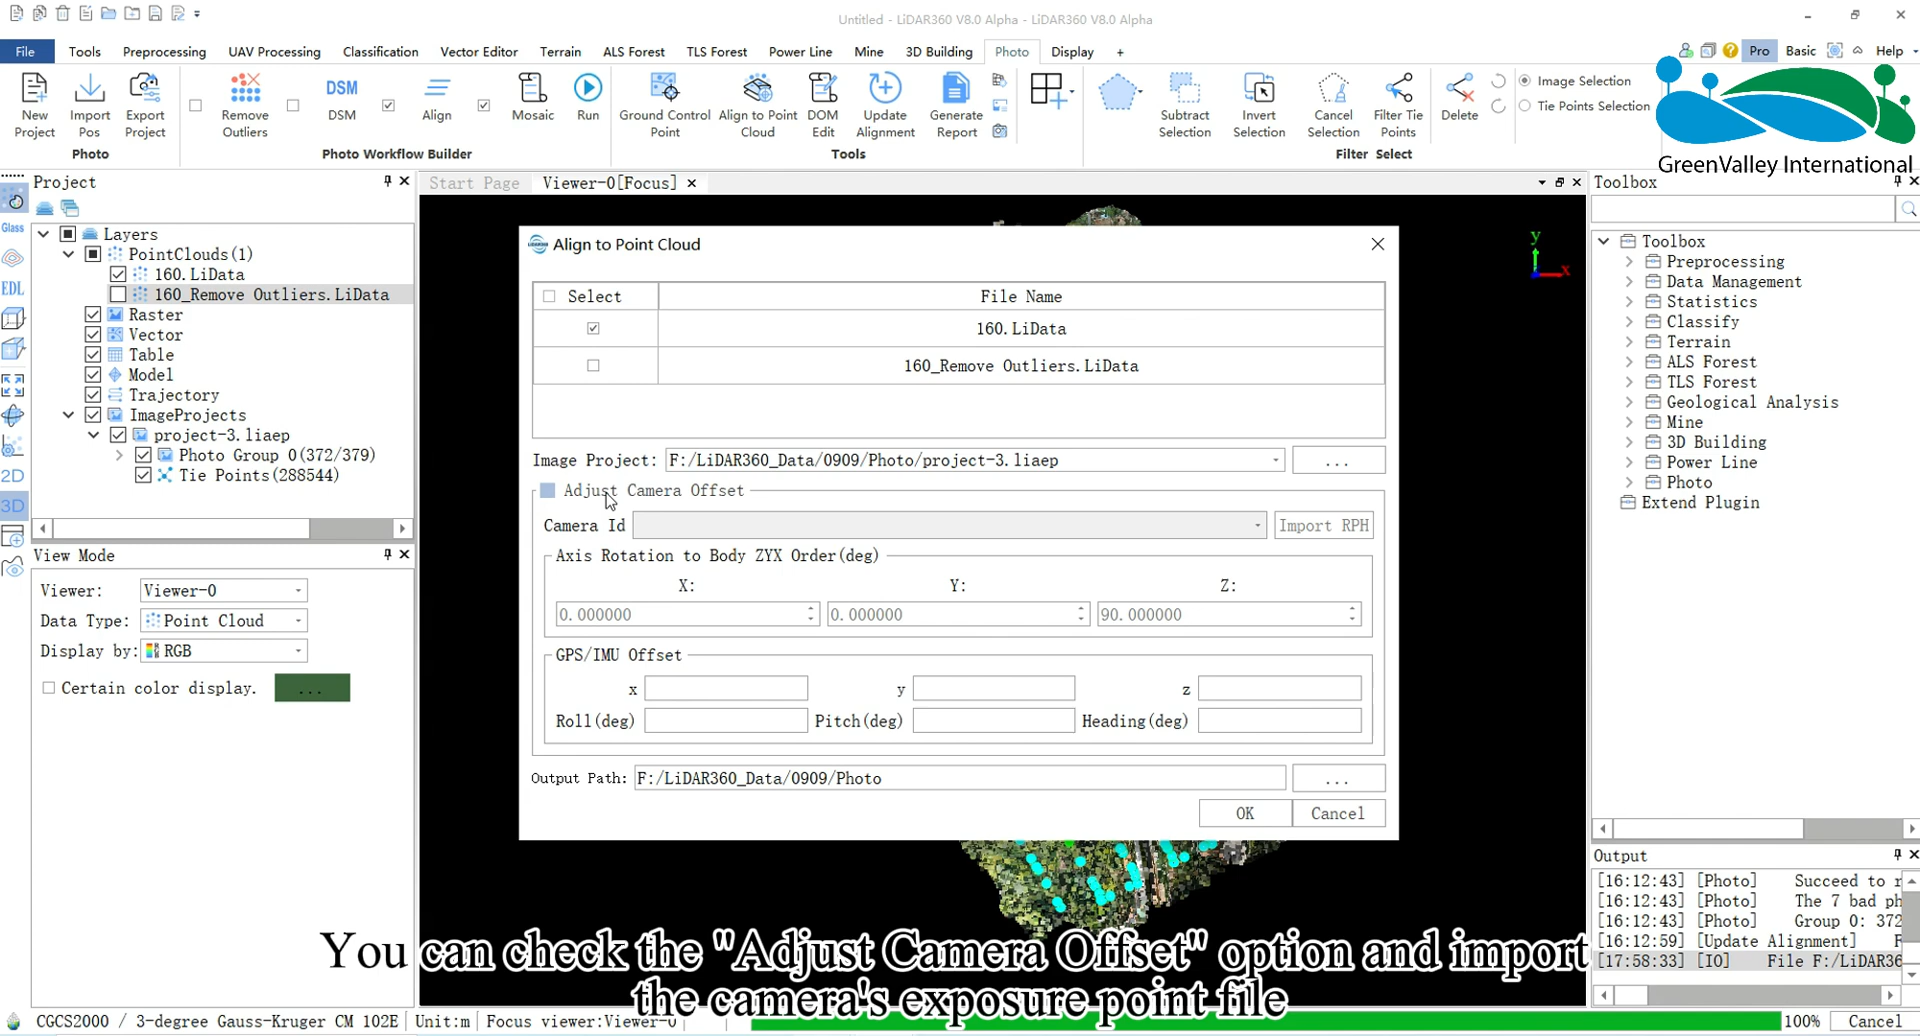 Untitled - LiDAR360 V8.0 Alpha - LiDAR360 V8.0 Alpha
File Tools Preprocessing UAV Processing Classification Vector Editor Terrain ALS Forest TLS Forest Power Line Mine 3D Building Photo Display + Pro Basic Help
New Project
Import Pos
Export Project
Remove Outliers
DSM
DSM
Align
Mosaic
Run
Ground Control Point
Align to Point Cloud
DOM Edit
Update Alignment
Generate Report
Subtract Selection
Invert Selection
Cancel Selection
Filter Tie Points
Delete
Image Selection
Tie Points Selection
Photo
Photo Workflow Builder
Tools
Filter Select
GreenValley International
Project
Layers
PointClouds(1)
160.LiData
160_Remove Outliers.LiData
Raster
Vector
Table
Model
Trajectory
ImageProjects
project-3.liaep
Photo Group 0(372/379)
Tie Points(288544)
Glass
EDL
2D
3D
View Mode
Viewer: Viewer-0
Data Type: Point Cloud
Display by: RGB
Certain color display. ...
Start Page Viewer-0[Focus]
y
x
Align to Point Cloud
Select File Name
160.LiData
160_Remove Outliers.LiData
Image Project: F:/LiDAR360_Data/0909/Photo/project-3.liaep ...
Adjust Camera Offset
Camera Id Import RPH
Axis Rotation to Body ZYX Order(deg)
X: Y: Z:
0.000000 0.000000 90.000000
GPS/IMU Offset
x y z
Roll(deg) Pitch(deg) Heading(deg)
Output Path: F:/LiDAR360_Data/0909/Photo ...
OK Cancel
Toolbox
Toolbox
Preprocessing
Data Management
Statistics
Classify
Terrain
ALS Forest
TLS Forest
Geological Analysis
Mine
3D Building
Power Line
Photo
Extend Plugin
Output
[16:12:43] [Photo] Succeed to r
[16:12:43] [Photo] The 7 bad ph
[16:12:43] [Photo] Group 0: 372
[16:12:59] [Update Alignment] F
[17:58:33] [IO] File F:/LiDAR36
You can check the "Adjust Camera Offset" option and import
the camera's exposure point file
CGCS2000 / 3-degree Gauss-Kruger CM 102E Unit:m Focus viewer:Viewer-0 100% Cancel